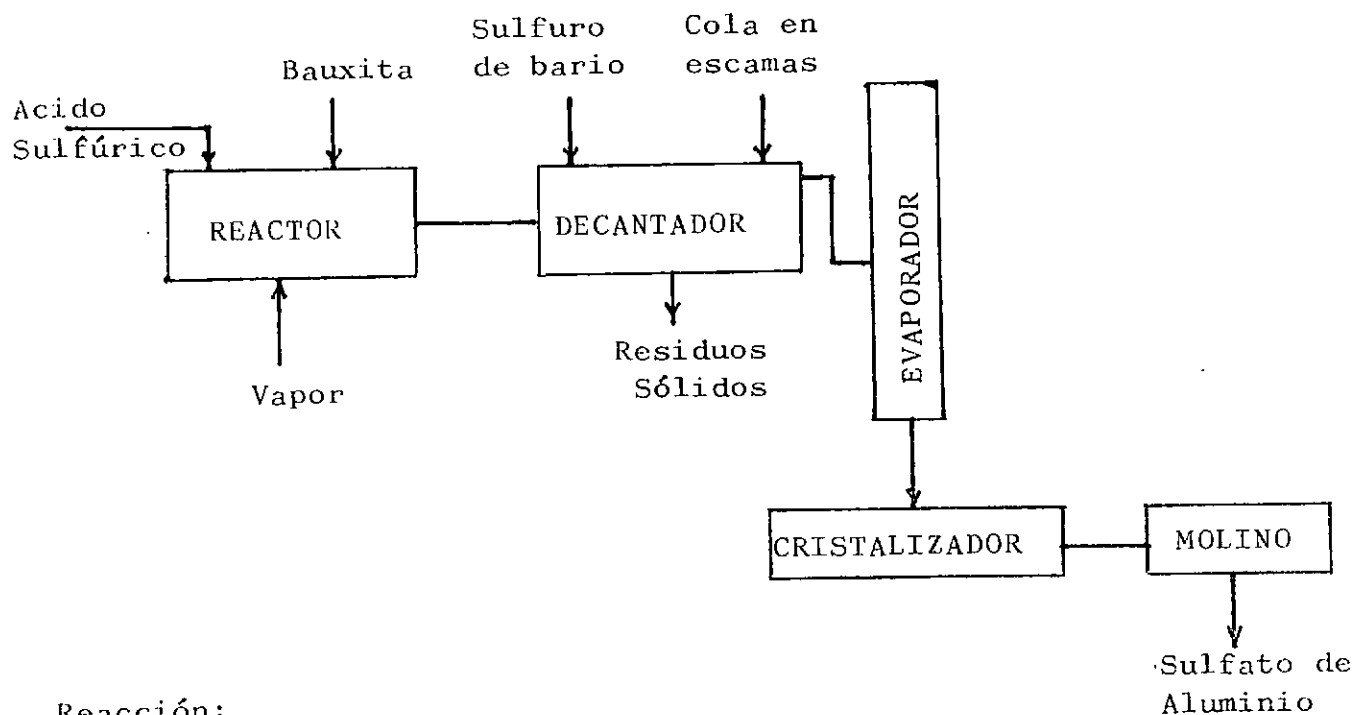 Sulfuro
de bario
Cola en
escamas
Bauxita
Acido
Sulfúrico
REACTOR
DECANTADOR
EVAPORADOR
Vapor
Residuos
Sólidos
CRISTALIZADOR
MOLINO
Sulfato de
Aluminio
Reacción: